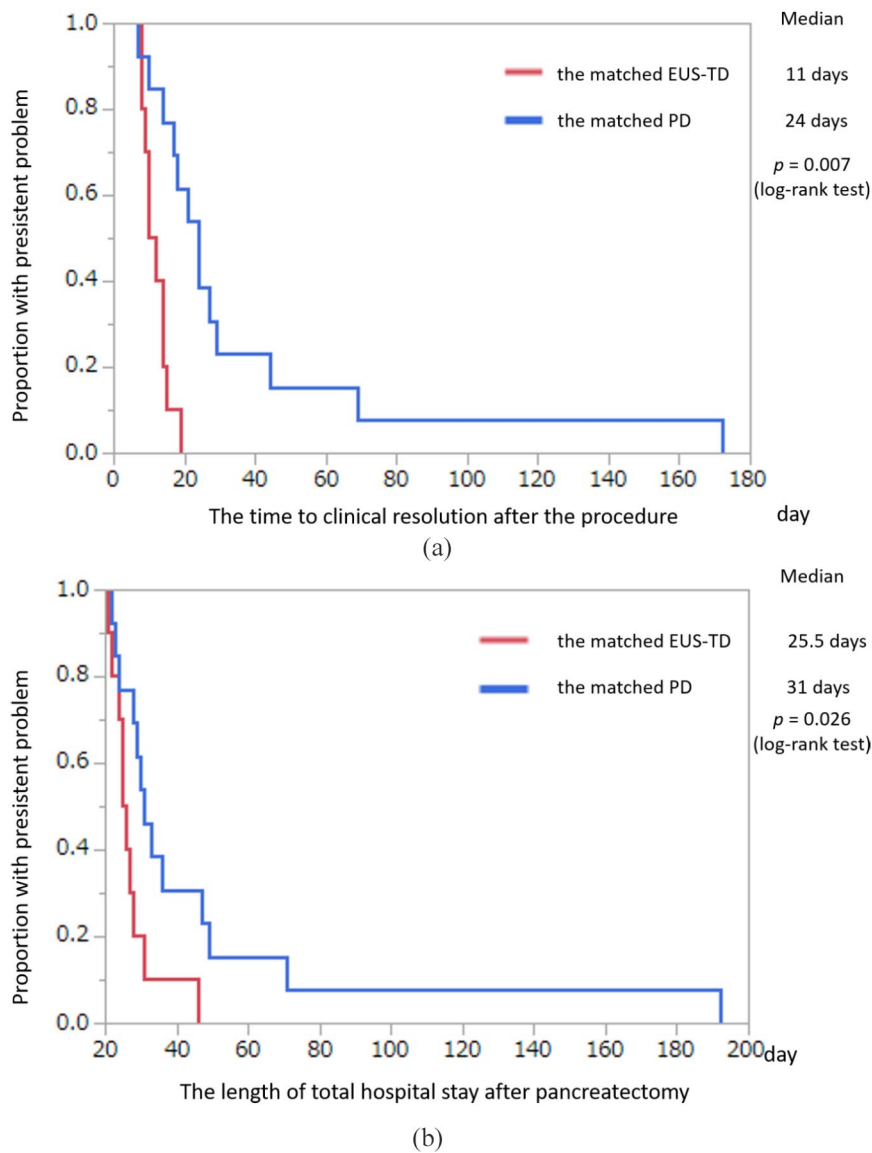 Median
1.0
the matched EUS-TD 11 days
0.8
the matched PD 24 days
p = 0.007
(log-rank test)
0.6
0.4
0.2
0.0
Proportion with presistent problem
0 20 40 60 80 100 120 140 160 180
The time to clinical resolution after the procedure day
(a)
Median
1.0
the matched EUS-TD 25.5 days
0.8
the matched PD 31 days
p = 0.026
(log-rank test)
0.6
0.4
0.2
0.0
Proportion with presistent problem
20 40 60 80 100 120 140 160 180 200 day
The length of total hospital stay after pancreatectomy
(b)